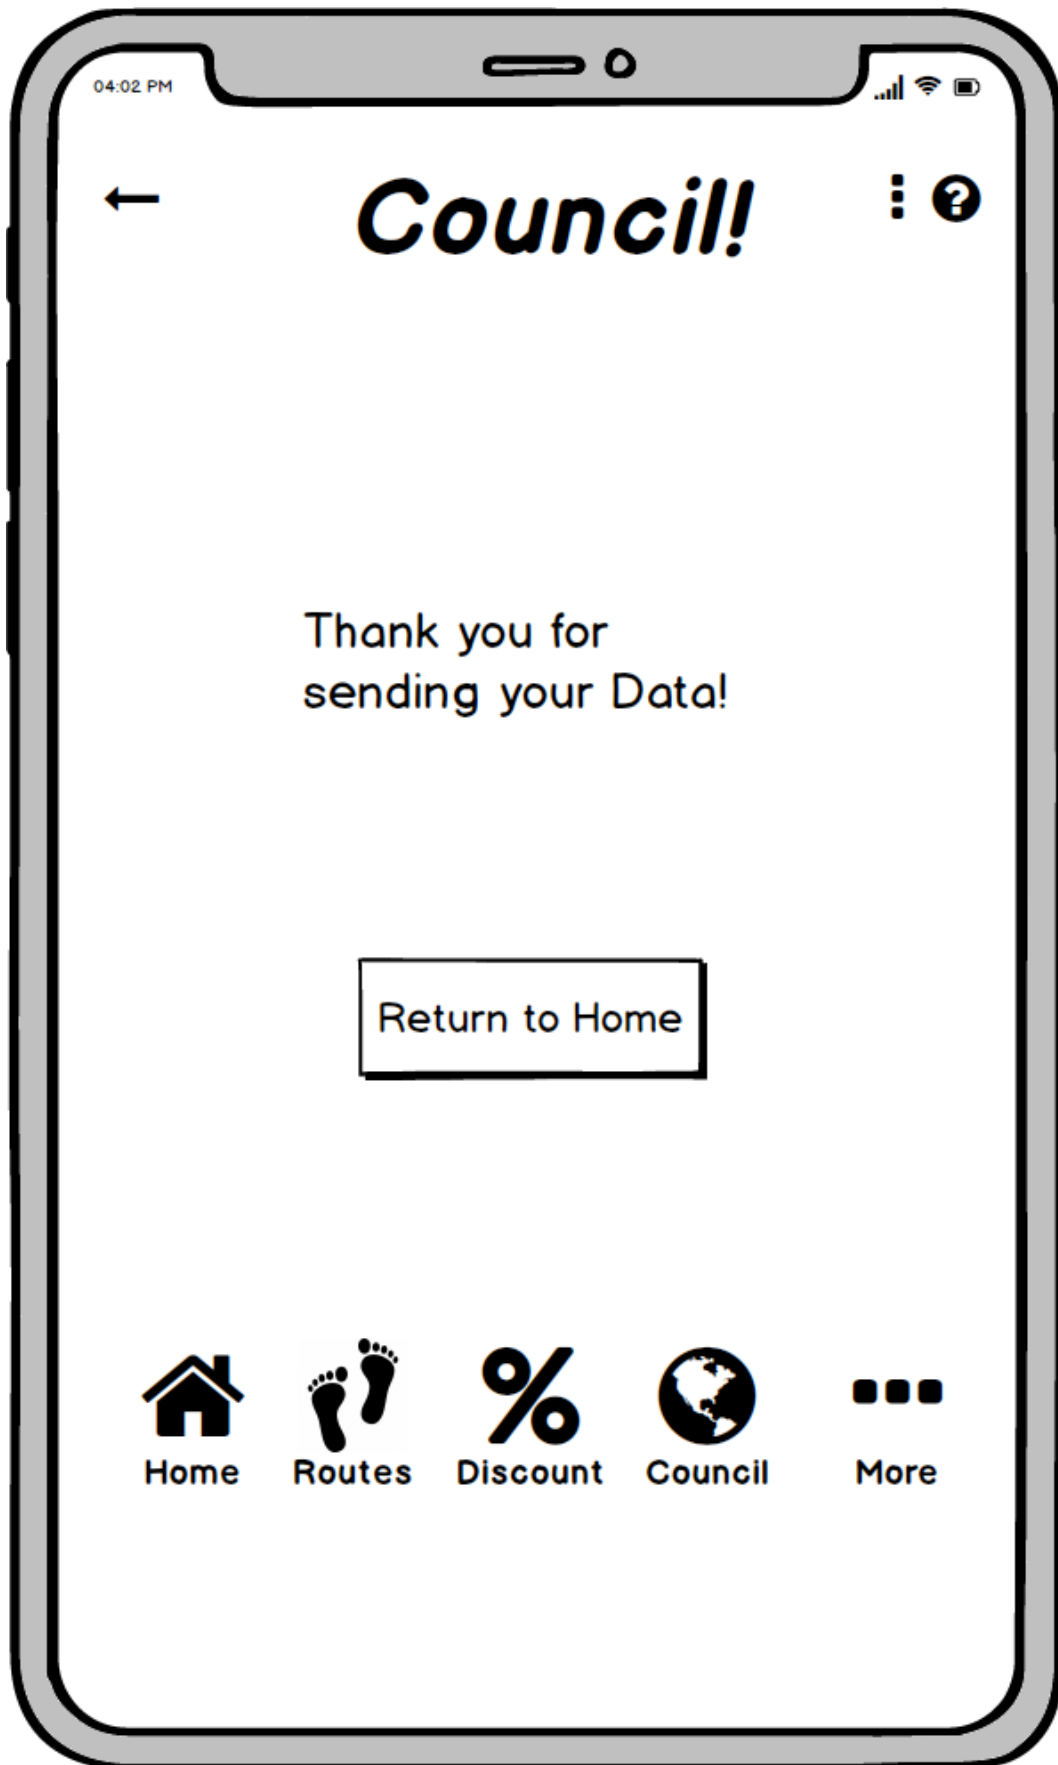 04:02 PM
Council!
Thank you for
sending your Data!
Return to Home
Home
Routes
Discount
Council
More